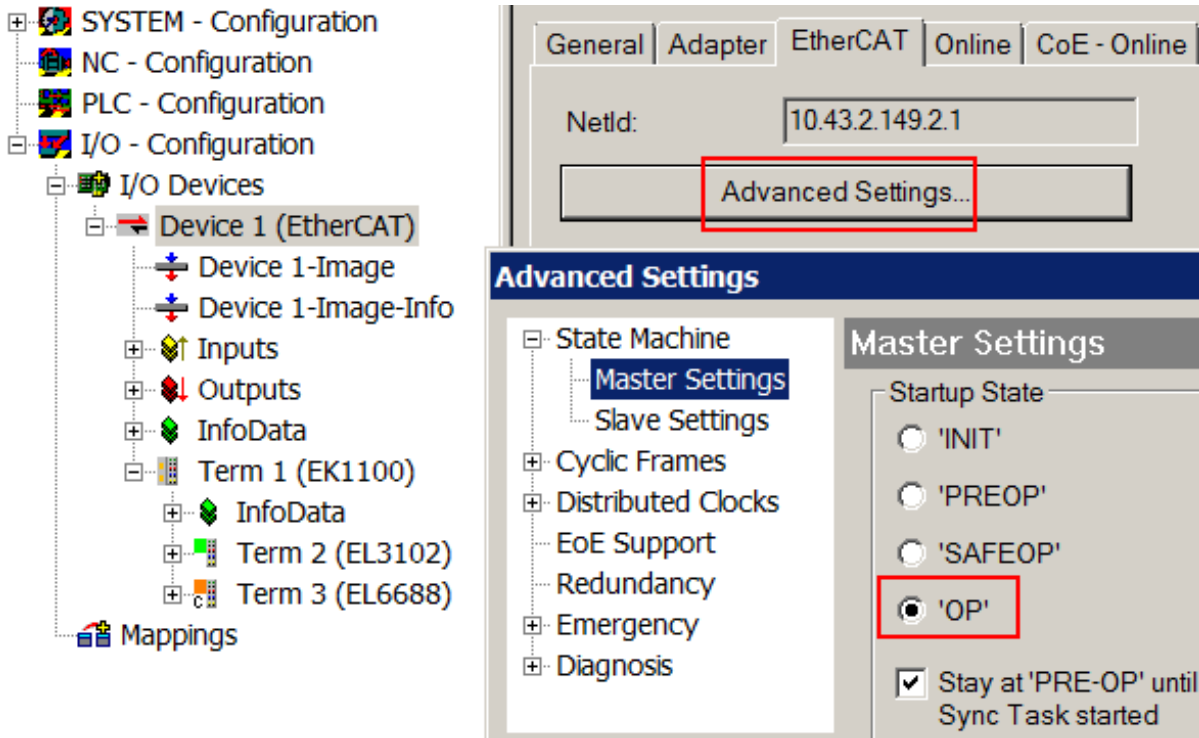 SYSTEM - Configuration
NC - Configuration
PLC - Configuration
I/O - Configuration
I/O Devices
Device 1 (EtherCAT)
Device 1-Image
Device 1-Image-Info
Inputs
Outputs
InfoData
Term 1 (EK1100)
InfoData
Term 2 (EL3102)
C
Term 3 (EL6688)
Mappings
General
Adapter
EtherCAT
Online
CoE - Online
NetId:
10.43.2.149.2.1
Advanced Settings...
Advanced Settings
State Machine
Master Settings
Slave Settings
Cyclic Frames
Distributed Clocks
EoE Support
Redundancy
Emergency
Diagnosis
Master Settings
Startup State
'INIT'
'PREOP'
'SAFEOP'
'OP'
Stay at 'PRE-OP' until
Sync Task started